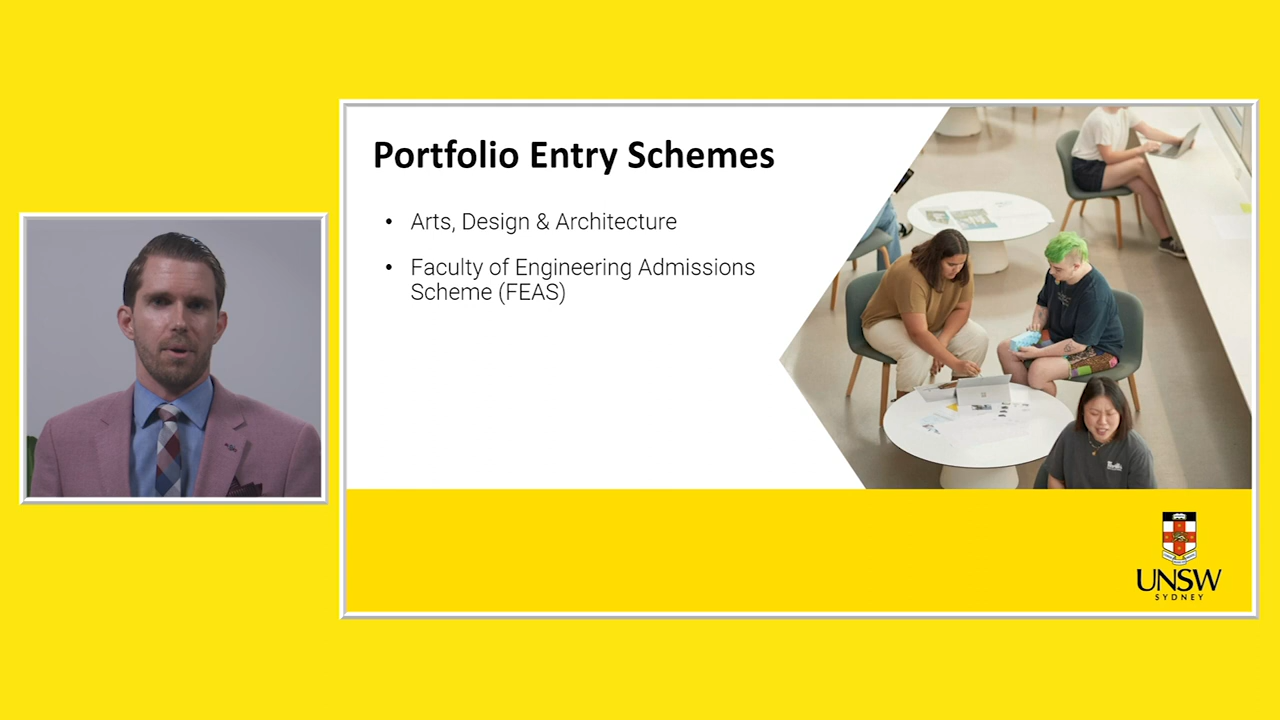 Portfolio Entry Schemes
• Arts, Design & Architecture
• Faculty of Engineering Admissions
Scheme (FEAS)
UNSW
SYDNEY